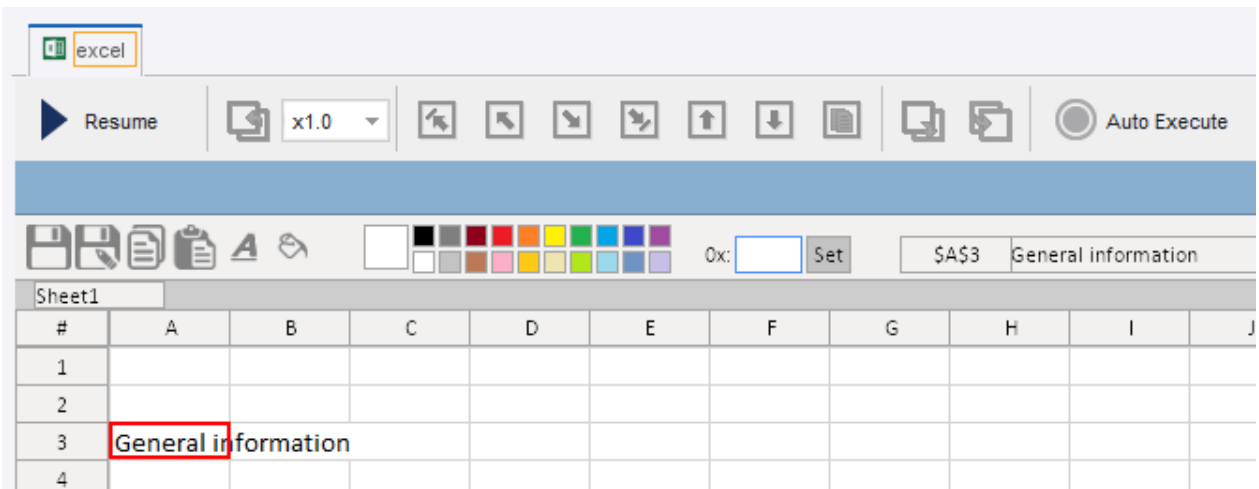 excel
Resume x1.0 Auto Execute
0x: Set $A$3 General information
Sheet1
# A B C D E F G H I J
1
2
3 General information
4